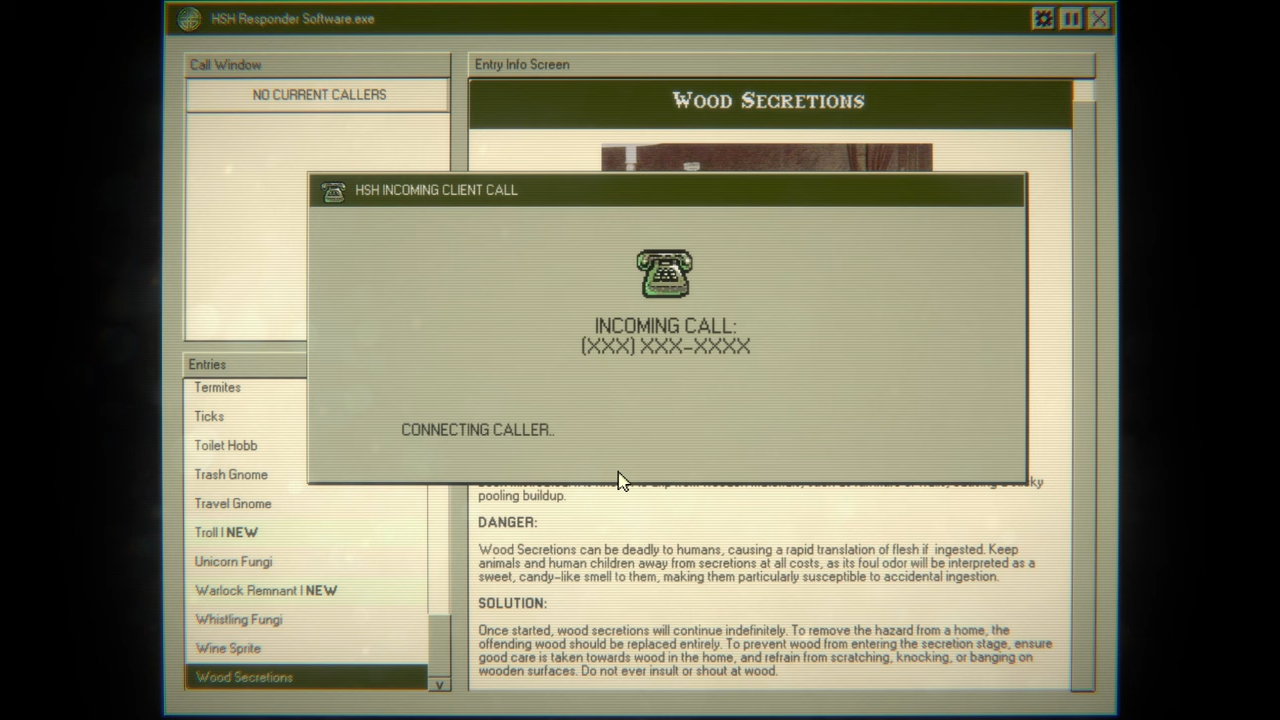 HSH Responder Software.exe
Call Window
NO CURRENT CALLERS
Entry Info Screen
WOOD SECRETIONS
HSH INCOMING CLIENT CALL
INCOMING CALL:
(XXX) XXX-XXXX
CONNECTING CALLER..
Entries
Termites
Ticks
Toilet Hobb
Trash Gnome
Travel Gnome
Troll | NEW
Unicorn Fungi
Warlock Remnant | NEW
Whistling Fungi
Wine Sprite
Wood Secretions
v
pooling buildup.
DANGER:
Wood Secretions can be deadly to humans, causing a rapid translation of flesh if ingested. Keep
animals and human children away from secretions at all costs, as its foul odor will be interpreted as a
sweet, candy-like smell to them, making them particularly susceptible to accidental ingestion.
SOLUTION:
Once started, wood secretions will continue indefinitely. To remove the hazard from a home, the
offending wood should be replaced entirely. To prevent wood from entering the secretion stage, ensure
good care is taken towards wood in the home, and refrain from scratching, knocking, or banging on
wooden surfaces. Do not ever insult or shout at wood.